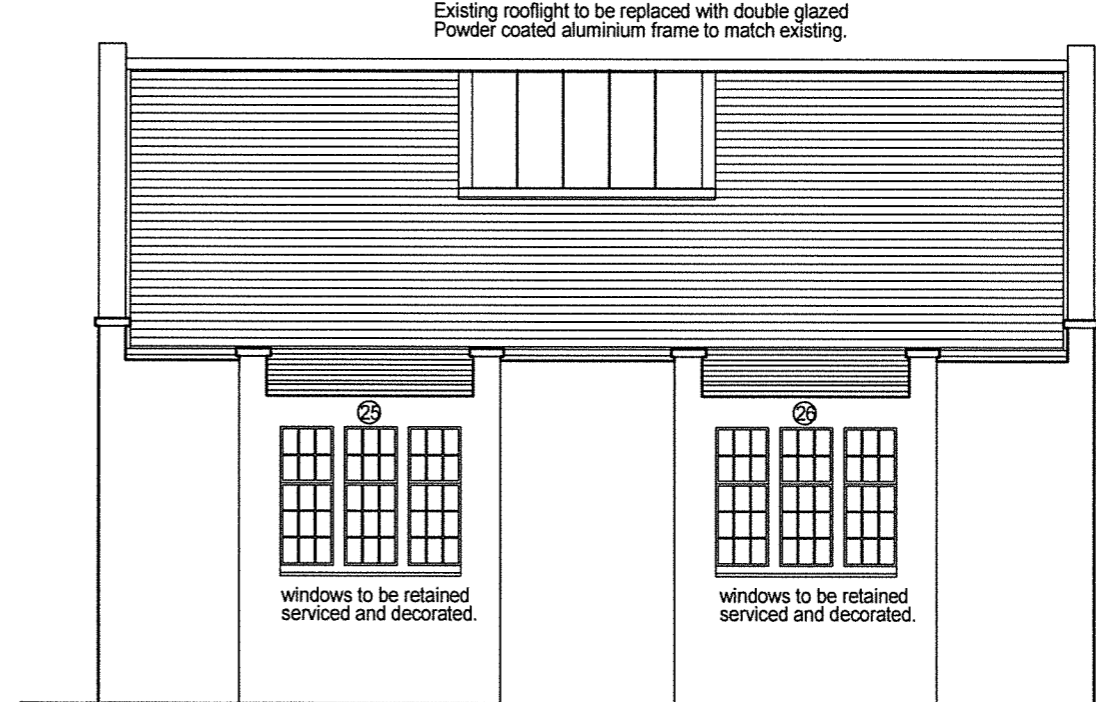 Existing rooflight to be replaced with double glazed
Powder coated aluminium frame to match existing.
25
26
windows to be retained
serviced and decorated.
windows to be retained
serviced and decorated.